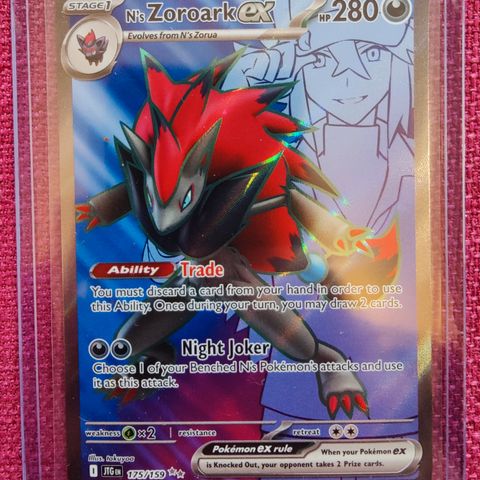 STAGE 1
N's Zoroark ex HP 280
Evolves from N's Zorua
Ability Trade
You must discard a card from your hand in order to use
this Ability. Once during your turn, you may draw 2 cards.
Night Joker
Choose 1 of your Benched N's Pokémon's attacks and use
it as this attack.
weakness ×2 resistance retreat
Illus. takuyoa
Pokémon ex rule
When your Pokémon ex
is Knocked Out, your opponent takes 2 Prize cards.
I JTG EN 175/159